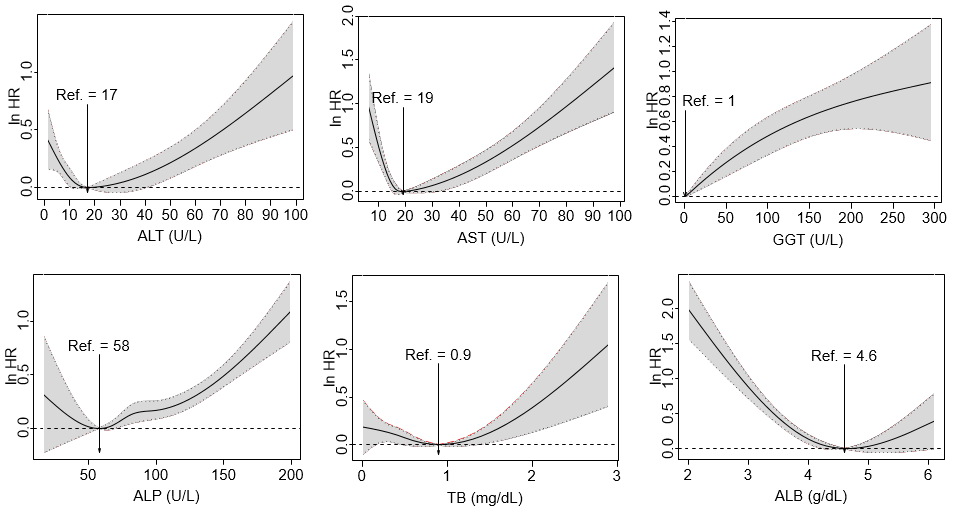 ln HR
0.0 0.5 1.0
Ref. = 17
0 10 20 30 40 50 60 70 80 90 100
ALT (U/L)
ln HR
0.0 0.5 1.0 1.5 2.0
Ref. = 19
10 20 30 40 50 60 70 80 90 100
AST (U/L)
ln HR
0.0 0.2 0.4 0.6 0.8 1.0 1.2 1.4
Ref. = 1
0 50 100 150 200 250 300
GGT (U/L)
ln HR
0.0 0.5 1.0
Ref. = 58
50 100 150 200
ALP (U/L)
ln HR
0.0 0.5 1.0 1.5
Ref. = 0.9
0 1 2 3
TB (mg/dL)
ln HR
0.0 0.5 1.0 1.5 2.0
Ref. = 4.6
2 3 4 5 6
ALB (g/dL)